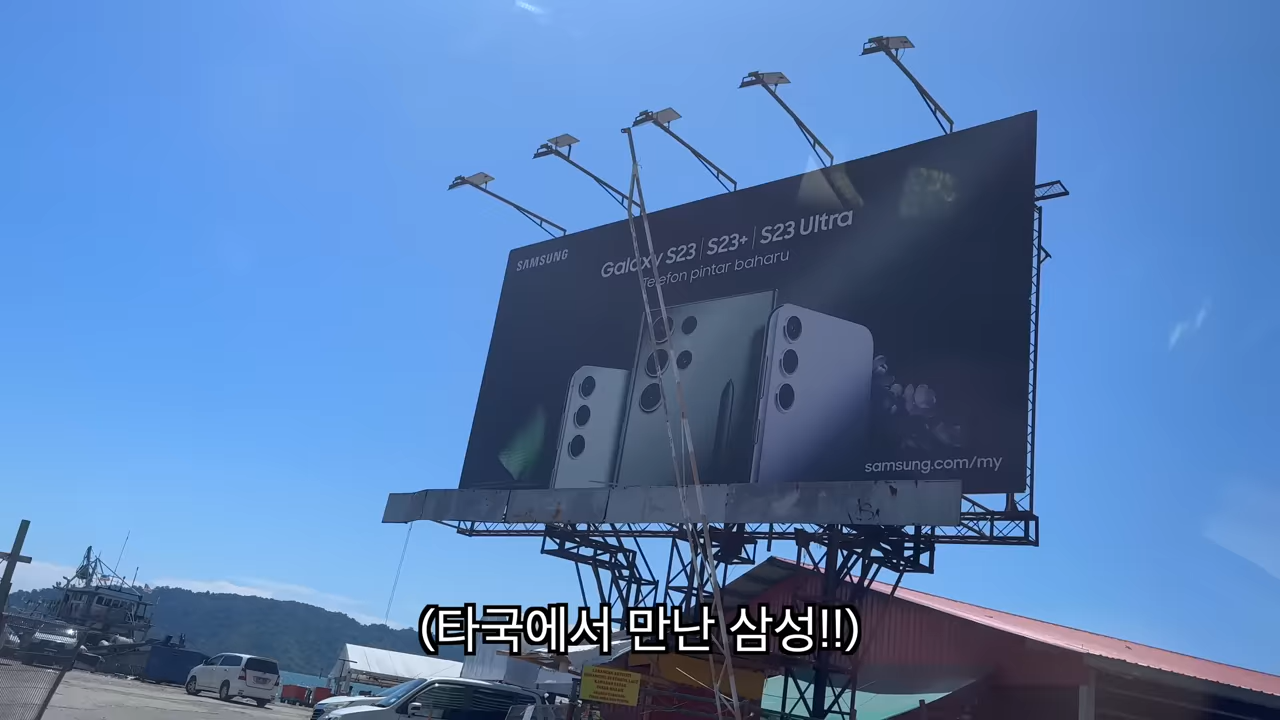 SAMSUNG
Galaxy S23 | S23+ | S23 Ultra
Telefon pintar baharu
samsung.com/my
(타국에서 만난 삼성!!)